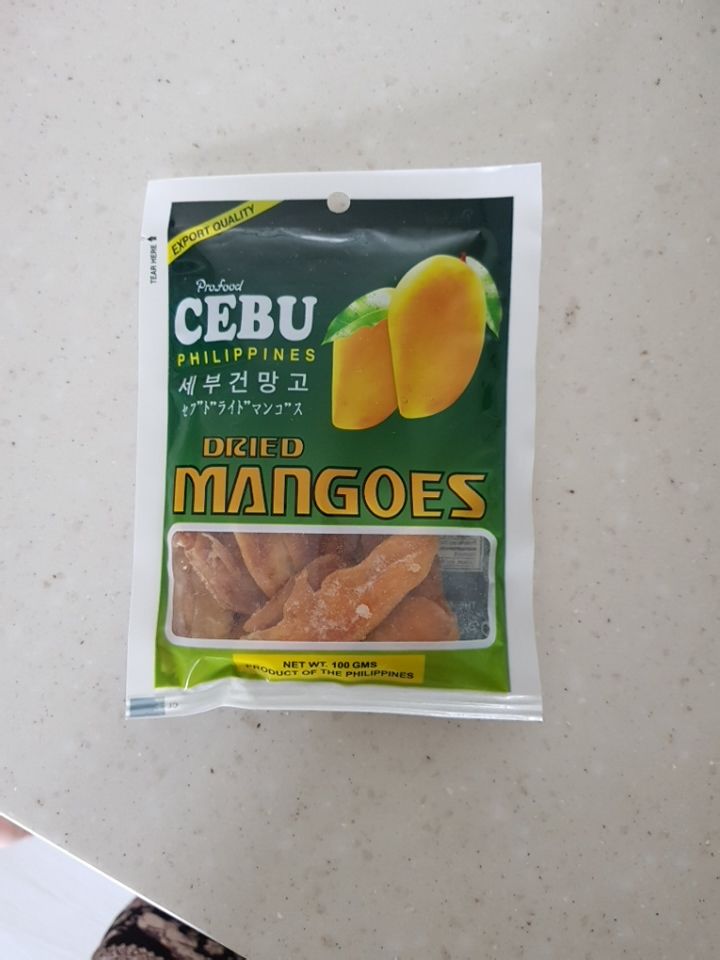 EXPORT QUALITY
TEAR HERE
Profood
CEBU
PHILIPPINES
세부건망고
セブドライドマンゴス
DRIED
MANGOES
NET WT. 100 GMS
PRODUCT OF THE PHILIPPINES